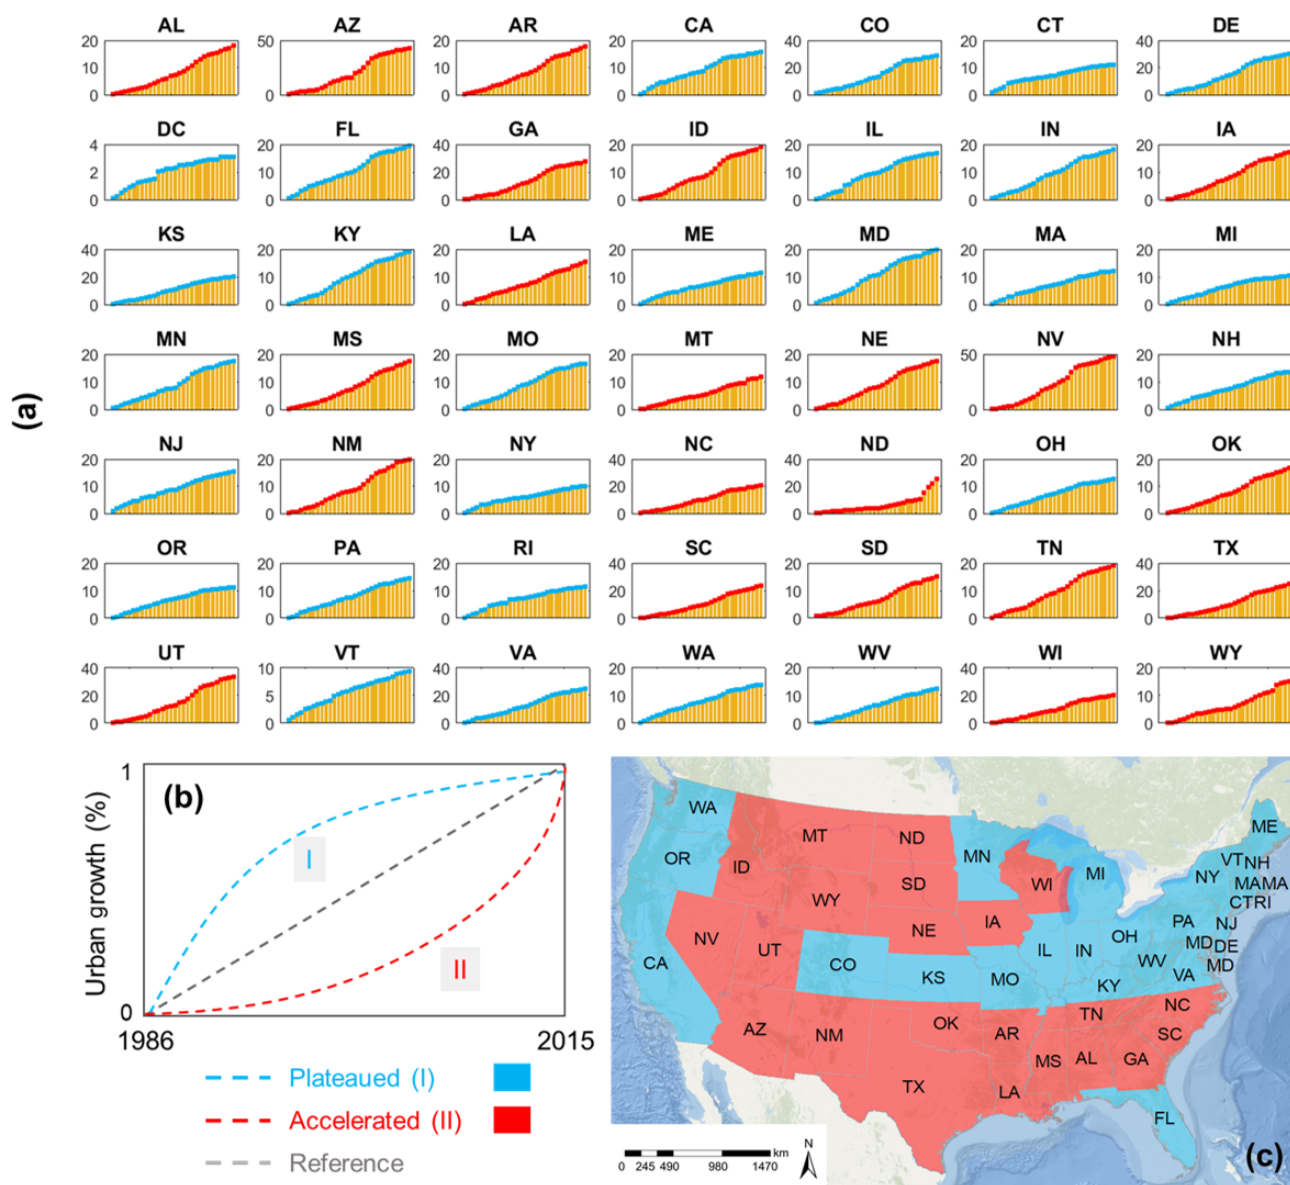 (a)
AL AZ AR CA CO CT DE
20 50 20 20 40 20 40
10 10 10 20 10 20
0 0 0 0 0 0 0
DC FL GA ID IL IN IA
4 20 40 20 20 20 20
2 10 20 10 10 10 10
0 0 0 0 0 0 0
KS KY LA ME MD MA MI
40 20 20 20 20 20 20
20 10 10 10 10 10 10
0 0 0 0 0 0 0
MN MS MO MT NE NV NH
20 20 20 20 20 50 20
10 10 10 10 10 10
0 0 0 0 0 0 0
NJ NM NY NC ND OH OK
20 20 20 40 40 20 20
10 10 10 20 20 10 10
0 0 0 0 0 0 0
OR PA RI SC SD TN TX
20 20 20 40 20 20 40
10 10 10 20 10 10 20
0 0 0 0 0 0 0
UT VT VA WA WV WI WY
40 10 40 20 20 40 20
20 5 20 10 10 20 10
0 0 0 0 0 0 0
(b)
Urban growth (%)
1
I
II
0
1986 2015
Plateaued (I)
Accelerated (II)
Reference
WA
OR
CA
ID
MT
WY
NV
UT
AZ
NM
CO
ND
SD
NE
KS
OK
TX
MN
IA
MO
AR
LA
WI
IL
MI
IN
OH
KY
TN
MS
AL
GA
FL
NC
SC
VA
WV
PA
NY
VT NH
ME
MA MA
CT RI
NJ
MD DE
MD
N
km
0 245 490 980 1470
(c)